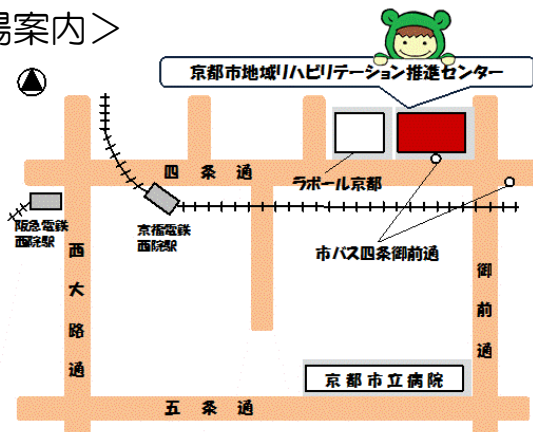 場案内＞
京都市地域リハビリテーション推進センター
四条通
ラボール京都
阪急電鉄
西院駅
京福電鉄
西院駅
市バス四条御前通
西大路通
御前通
京都市立病院
五条通